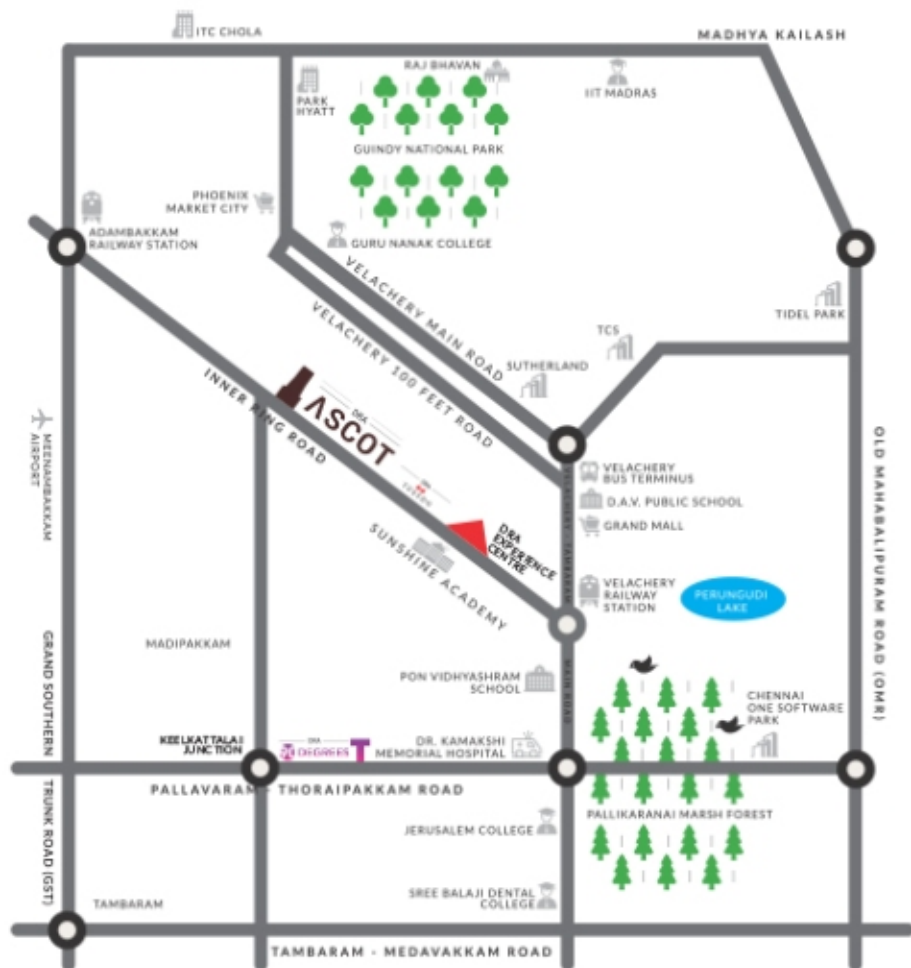 ITC CHOLA
MADHYA KAILASH
RAJ BHAVAN
PARK
HYATT
IIT MADRAS
GUINDY NATIONAL PARK
PHOENIX
MARKET CITY
ADAMBAKKAM
RAILWAY STATION
GURU NANAK COLLEGE
VELACHERY MAIN ROAD
VELACHERY 100 FEET ROAD
TIDEL PARK
TCS
SUTHERLAND
INNER RING ROAD
DRA
ASCOT
MEENAMBAKKAM
AIRPORT
OLD MAHABALIPURAM ROAD (OMR)
VELACHERY
BUS TERMINUS
D.A.V. PUBLIC SCHOOL
GRAND MALL
VELACHERY - TAMBARAM
MAIN ROAD
DRA
EXPERIENCE
CENTRE
SUNSHINE ACADEMY
VELACHERY
RAILWAY
STATION
PERUNGUDI
LAKE
MADIPAKKAM
GRAND SOUTHERN
TRUNK ROAD (GST)
PON VIDHYASHRAM
SCHOOL
CHENNAI
ONE SOFTWARE
PARK
KEELKATTALAI
JUNCTION
DRA
DEGREES
DR. KAMAKSHI
MEMORIAL HOSPITAL
PALLAVARAM - THORAIPAKKAM ROAD
PALLIKARANAI MARSH FOREST
JERUSALEM COLLEGE
SREE BALAJI DENTAL
COLLEGE
TAMBARAM
TAMBARAM - MEDAVAKKAM ROAD